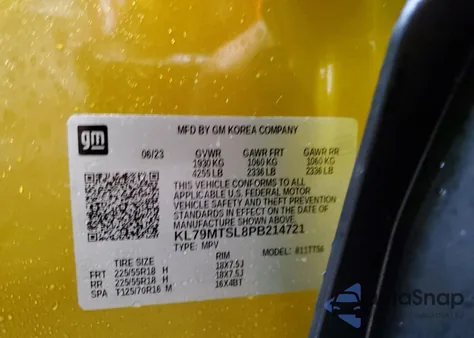 gm
MFD BY GM KOREA COMPANY
06/23 GVWR GAWR FRT GAWR RR
1930 KG 1060 KG 1060 KG
4255 LB 2336 LB 2336 LB
THIS VEHICLE CONFORMS TO ALL
APPLICABLE U.S. FEDERAL MOTOR
VEHICLE SAFETY AND THEFT PREVENTION
STANDARDS IN EFFECT ON THE DATE OF
MANUFACTURE SHOWN ABOVE.
KL79MTSL8PB214721
TYPE: MPV MODEL:
TIRE SIZE RIM
FRT 225/55R18 H 18X7.5J
RR 225/55R18 H 18X7.5J
SPA T125/70R16 M 16X4BT